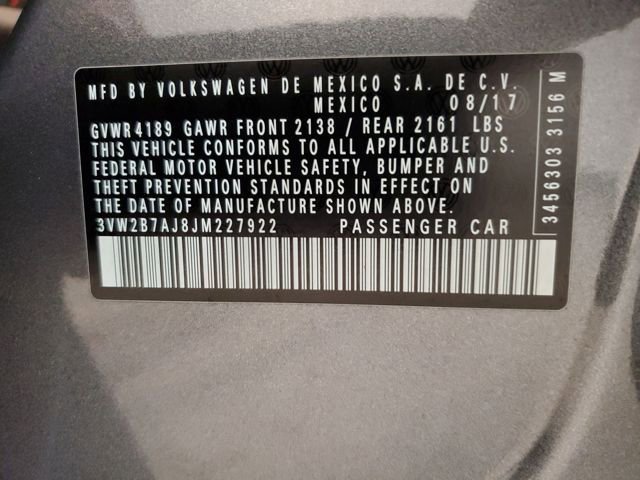 MFD BY VOLKSWAGEN DE MEXICO S.A. DE C.V.
MEXICO 08/17
GVWR4189 GAWR FRONT 2138 / REAR 2161 LBS
THIS VEHICLE CONFORMS TO ALL APPLICABLE U.S.
FEDERAL MOTOR VEHICLE SAFETY, BUMPER AND
THEFT PREVENTION STANDARDS IN EFFECT ON
THE DATE OF MANUFACTURE SHOWN ABOVE.
3VW2B7AJ8JM227922 PASSENGER CAR
3456303 3156 M